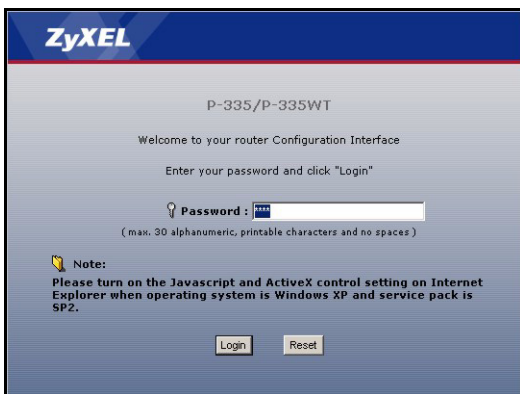 ZyXEL
P-335/P-335WT
Welcome to your router Configuration Interface
Enter your password and click "Login"
Password : ****
( max. 30 alphanumeric, printable characters and no spaces )
Note:
Please turn on the Javascript and ActiveX control setting on Internet
Explorer when operating system is Windows XP and service pack is
SP2.
Login Reset